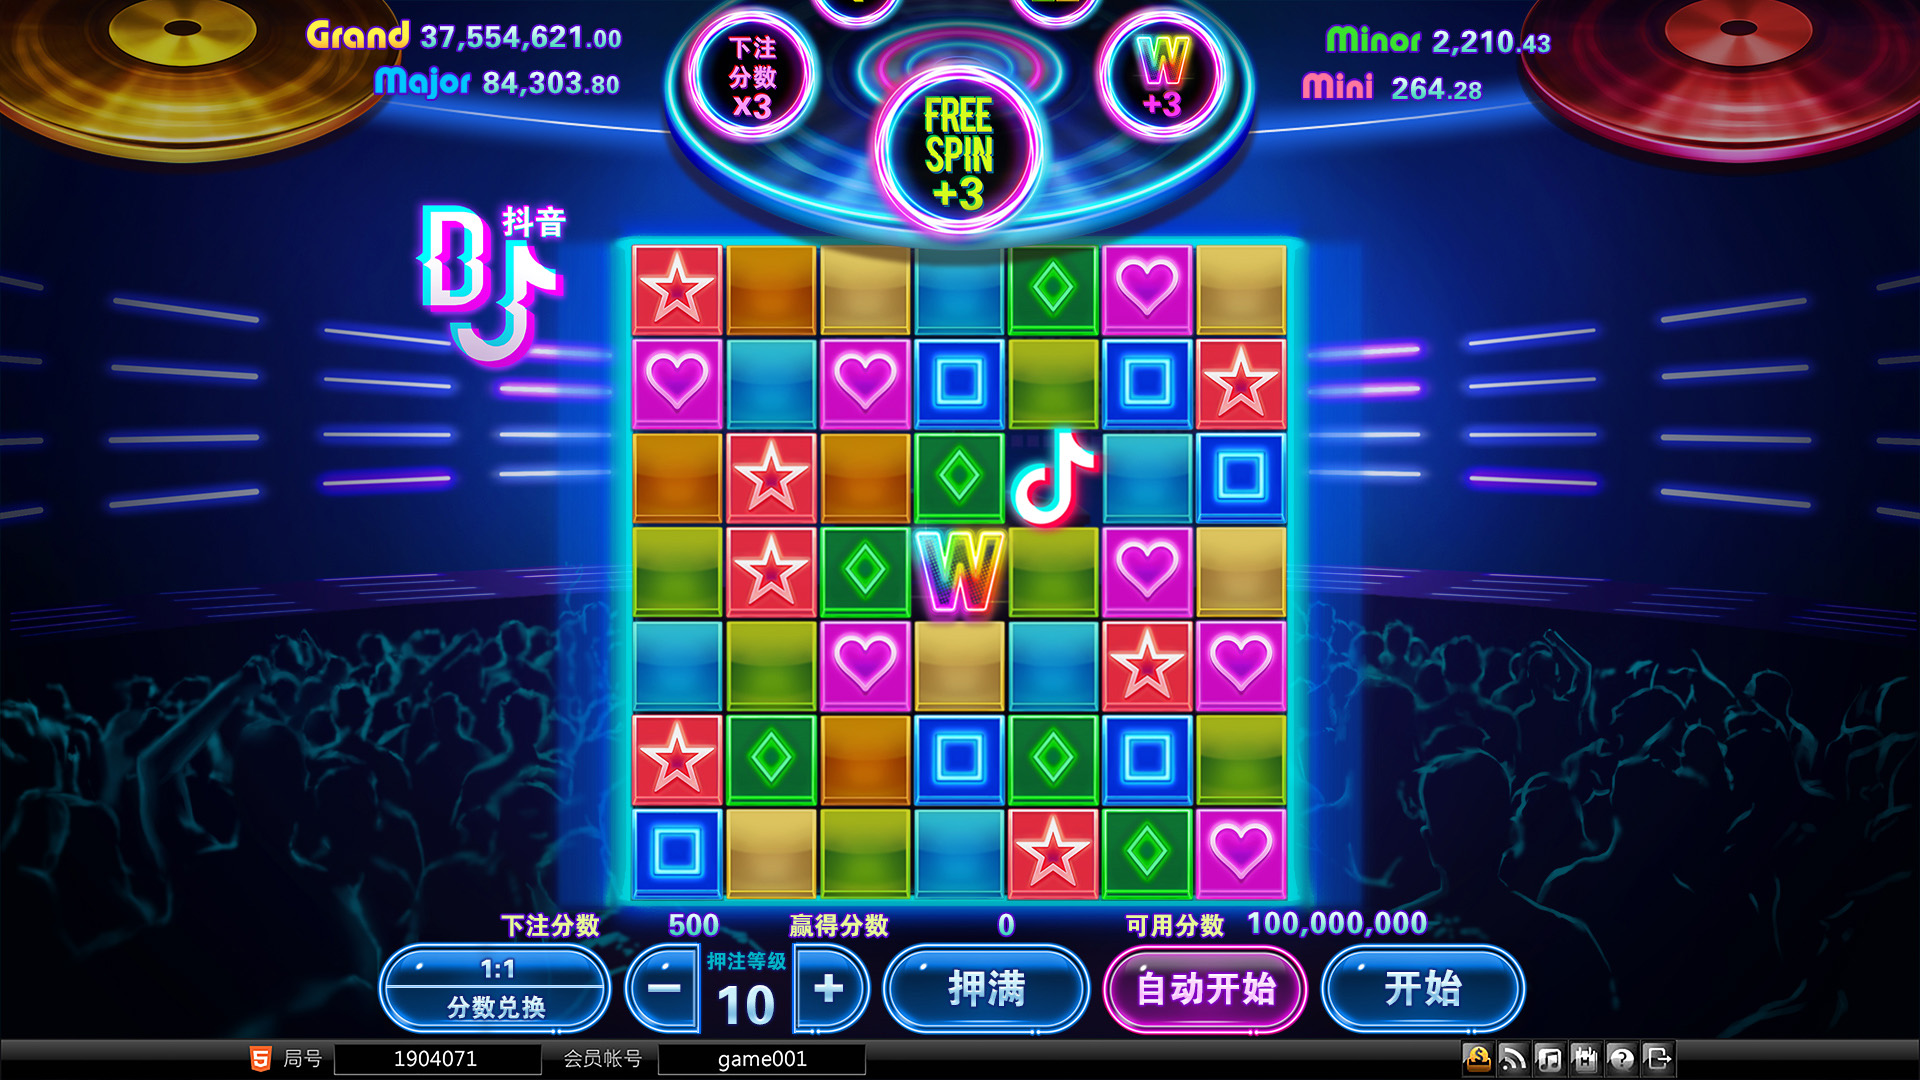 Grand 37,554,621.00
Major 84,303.80
下注
分数
x3
FREE
SPIN
+3
W
+3
Minor 2,210.43
Mini 264.28
DJ 抖音
W
下注分数 500 赢得分数 0 可用分数 100,000,000
1:1
分数兑换
−
押注等级
10
+
押满
自动开始
开始
5 局号 1904071 会员帐号 game001